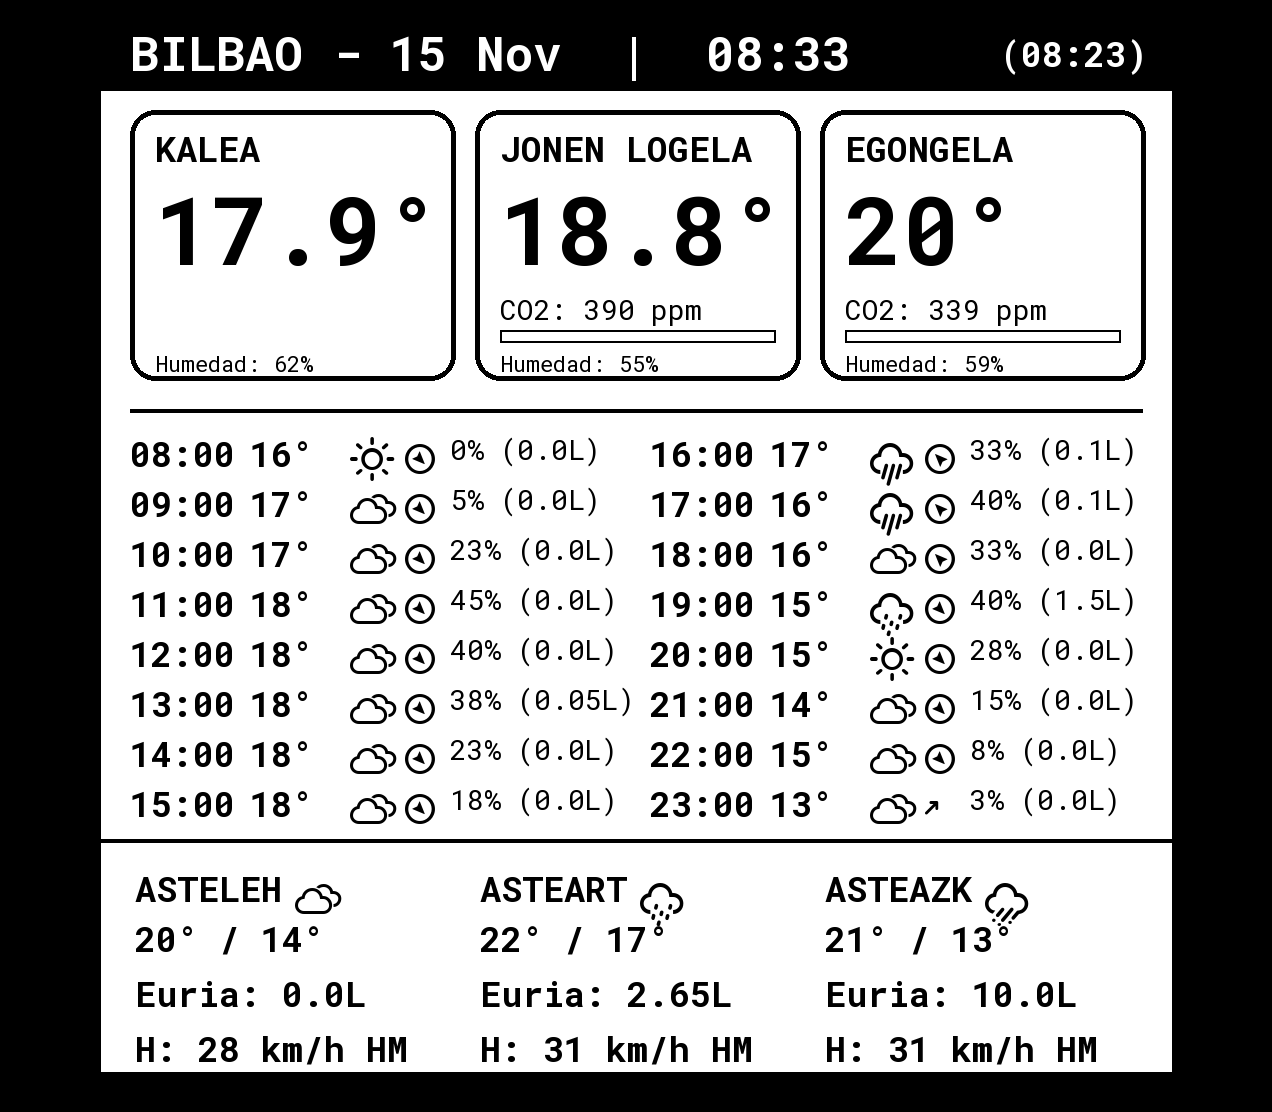 BILBAO - 15 Nov | 08:33 (08:23)
KALEA
17.9°
Humedad: 62%
JONEN LOGELA
18.8°
CO2: 390 ppm
Humedad: 55%
EGONGELA
20°
CO2: 339 ppm
Humedad: 59%
08:00 16° 0% (0.0L)
09:00 17° 5% (0.0L)
10:00 17° 23% (0.0L)
11:00 18° 45% (0.0L)
12:00 18° 40% (0.0L)
13:00 18° 38% (0.05L)
14:00 18° 23% (0.0L)
15:00 18° 18% (0.0L)
16:00 17° 33% (0.1L)
17:00 16° 40% (0.1L)
18:00 16° 33% (0.0L)
19:00 15° 40% (1.5L)
20:00 15° 28% (0.0L)
21:00 14° 15% (0.0L)
22:00 15° 8% (0.0L)
23:00 13° 3% (0.0L)
ASTELEH
20° / 14°
Euria: 0.0L
H: 28 km/h HM
ASTEART
22° / 17°
Euria: 2.65L
H: 31 km/h HM
ASTEAZK
21° / 13°
Euria: 10.0L
H: 31 km/h HM